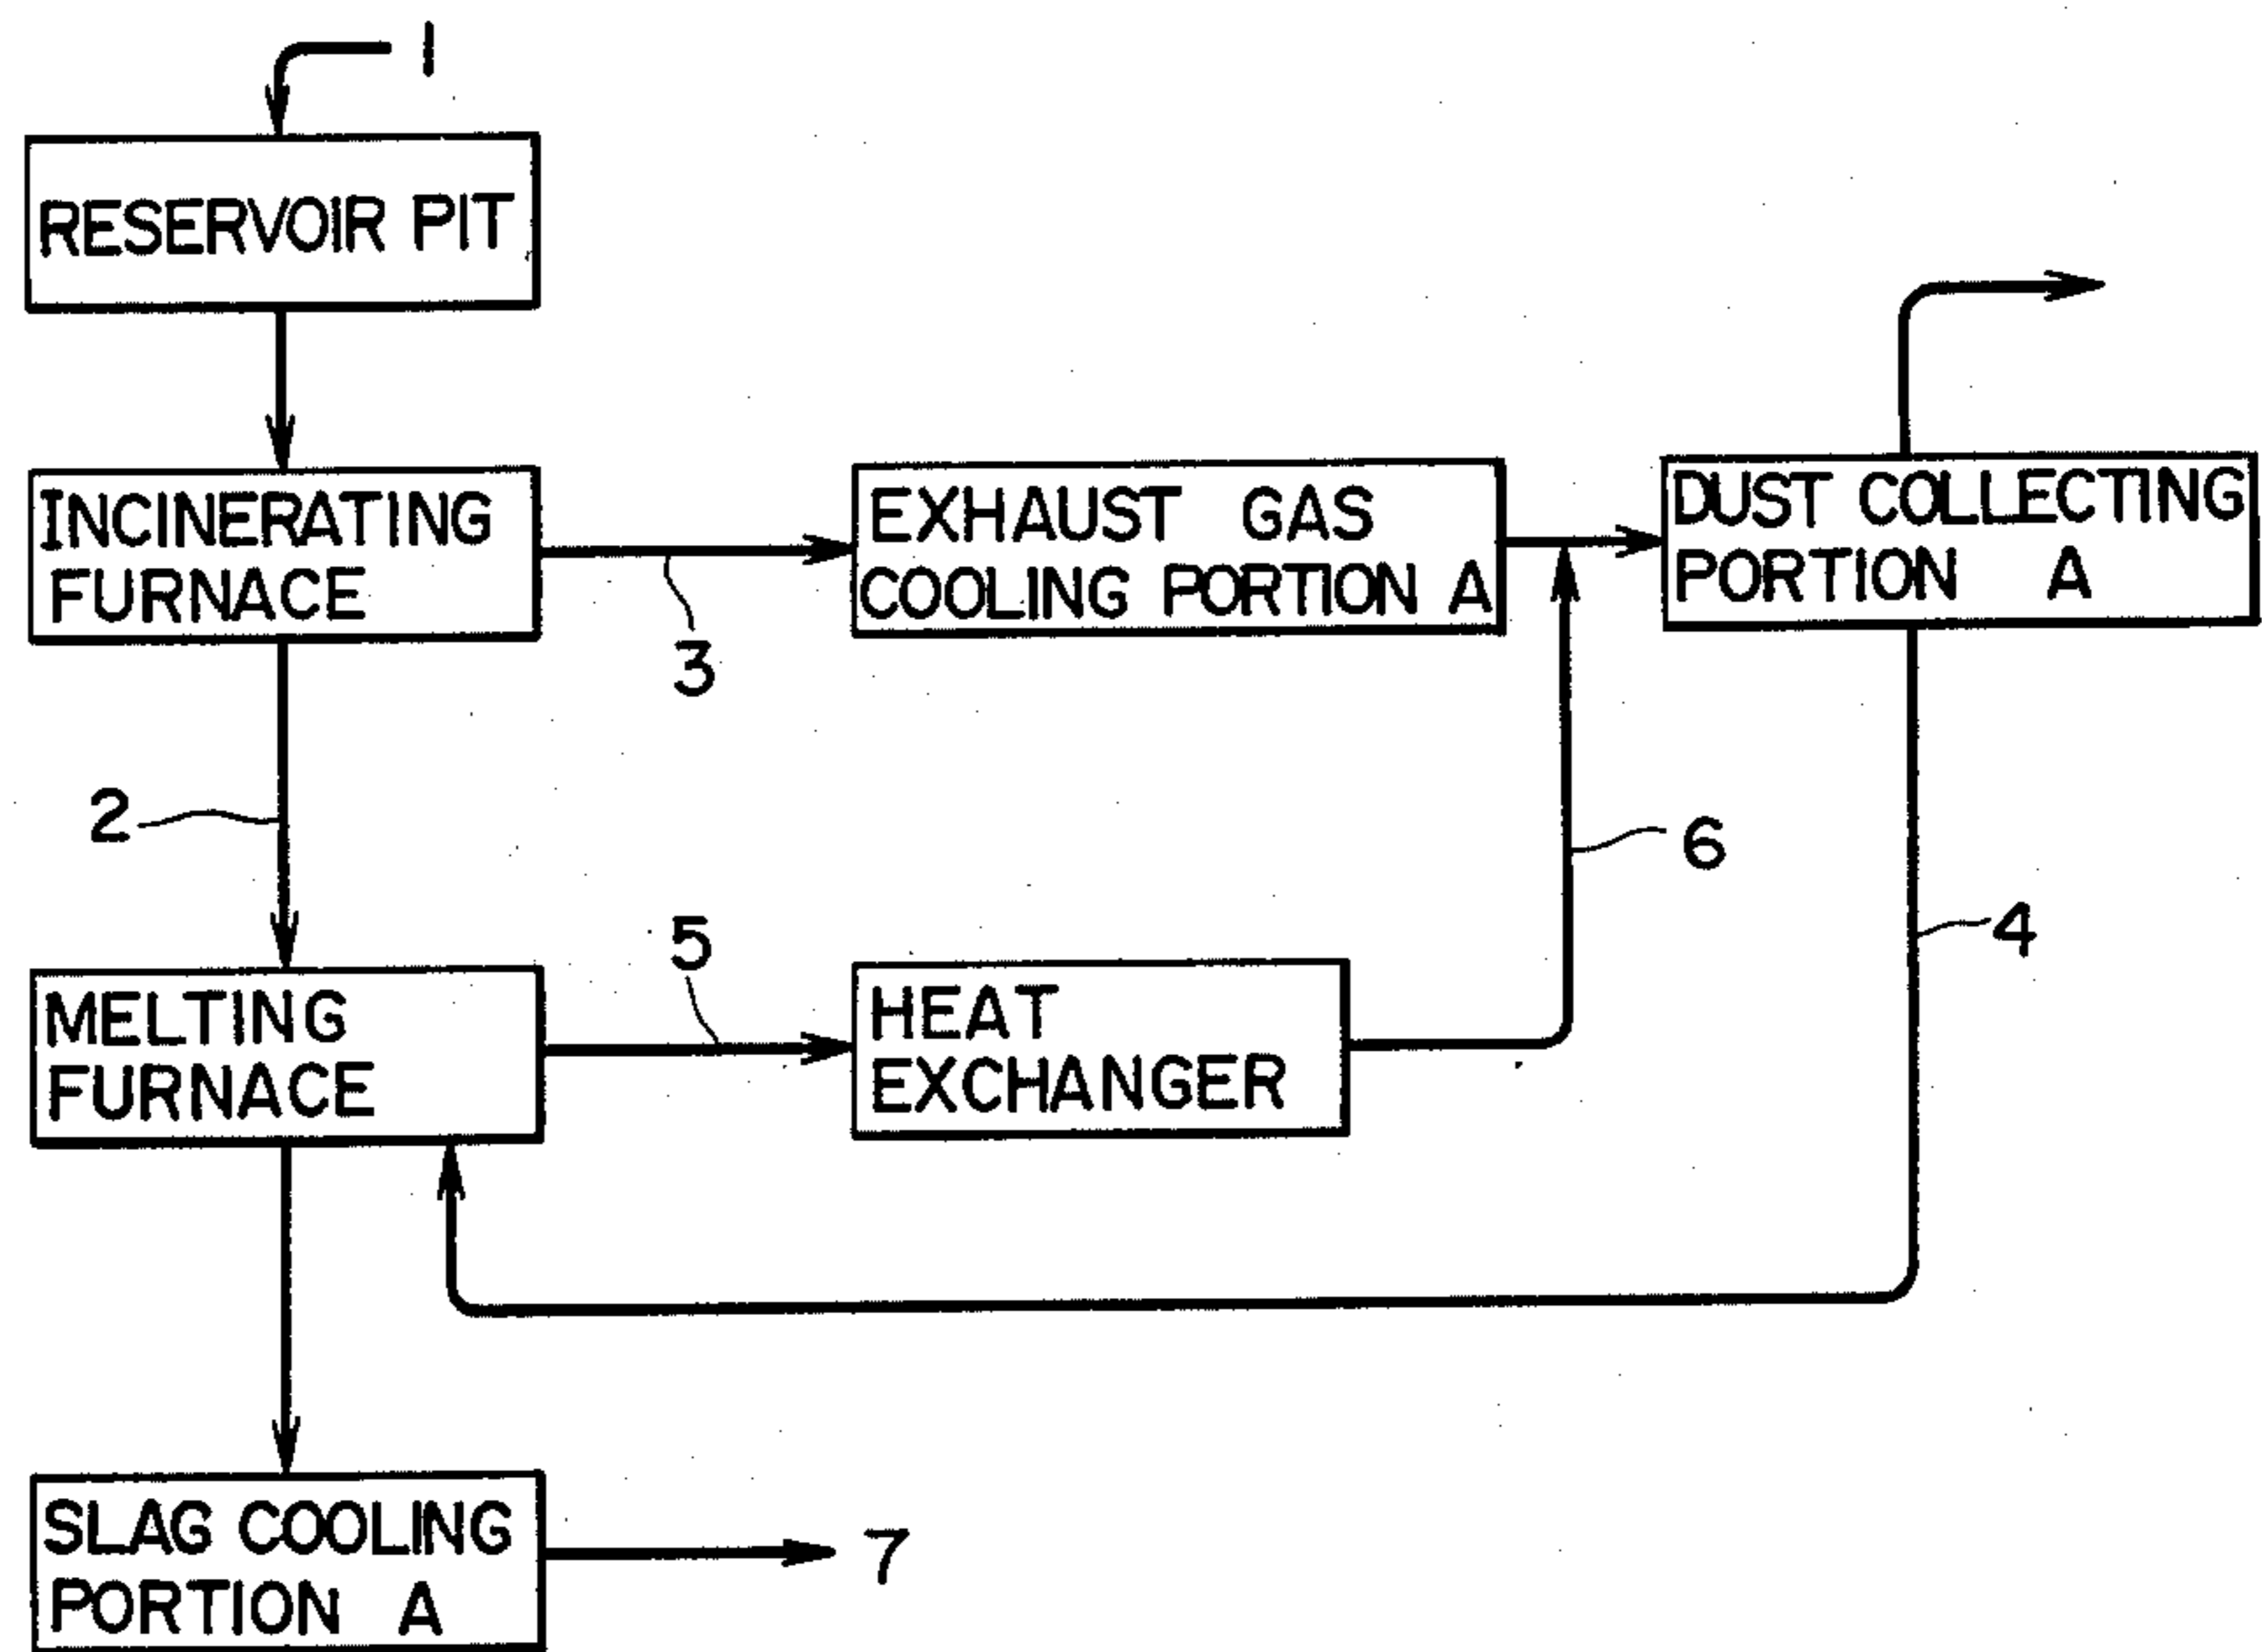 1
RESERVOIR PIT
INCINERATING
FURNACE
3
EXHAUST GAS
COOLING PORTION A
DUST COLLECTING
PORTION A
2
6
4
MELTING
FURNACE
5
HEAT
EXCHANGER
SLAG COOLING
PORTION A
7